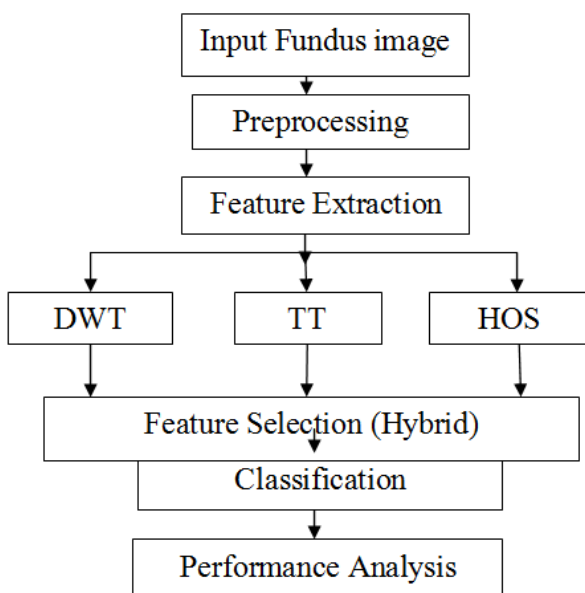 Input Fundus image
Preprocessing
Feature Extraction
DWT
TT
HOS
Feature Selection (Hybrid)
Classification
Performance Analysis